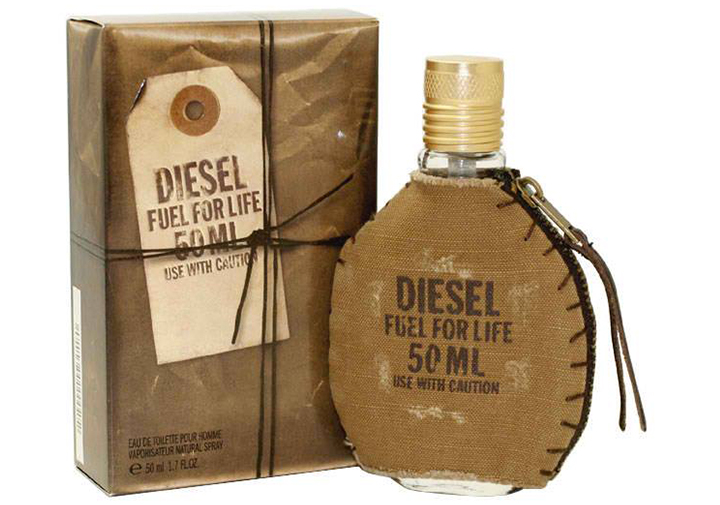 DIESEL
FUEL FOR LIFE
50 ML
USE WITH CAUTION
EAU DE TOILETTE POUR HOMME
VAPORISATEUR NATURAL SPRAY
e 50 ml 1.7 FL.OZ.
DIESEL
FUEL FOR LIFE
50 ML
USE WITH CAUTION